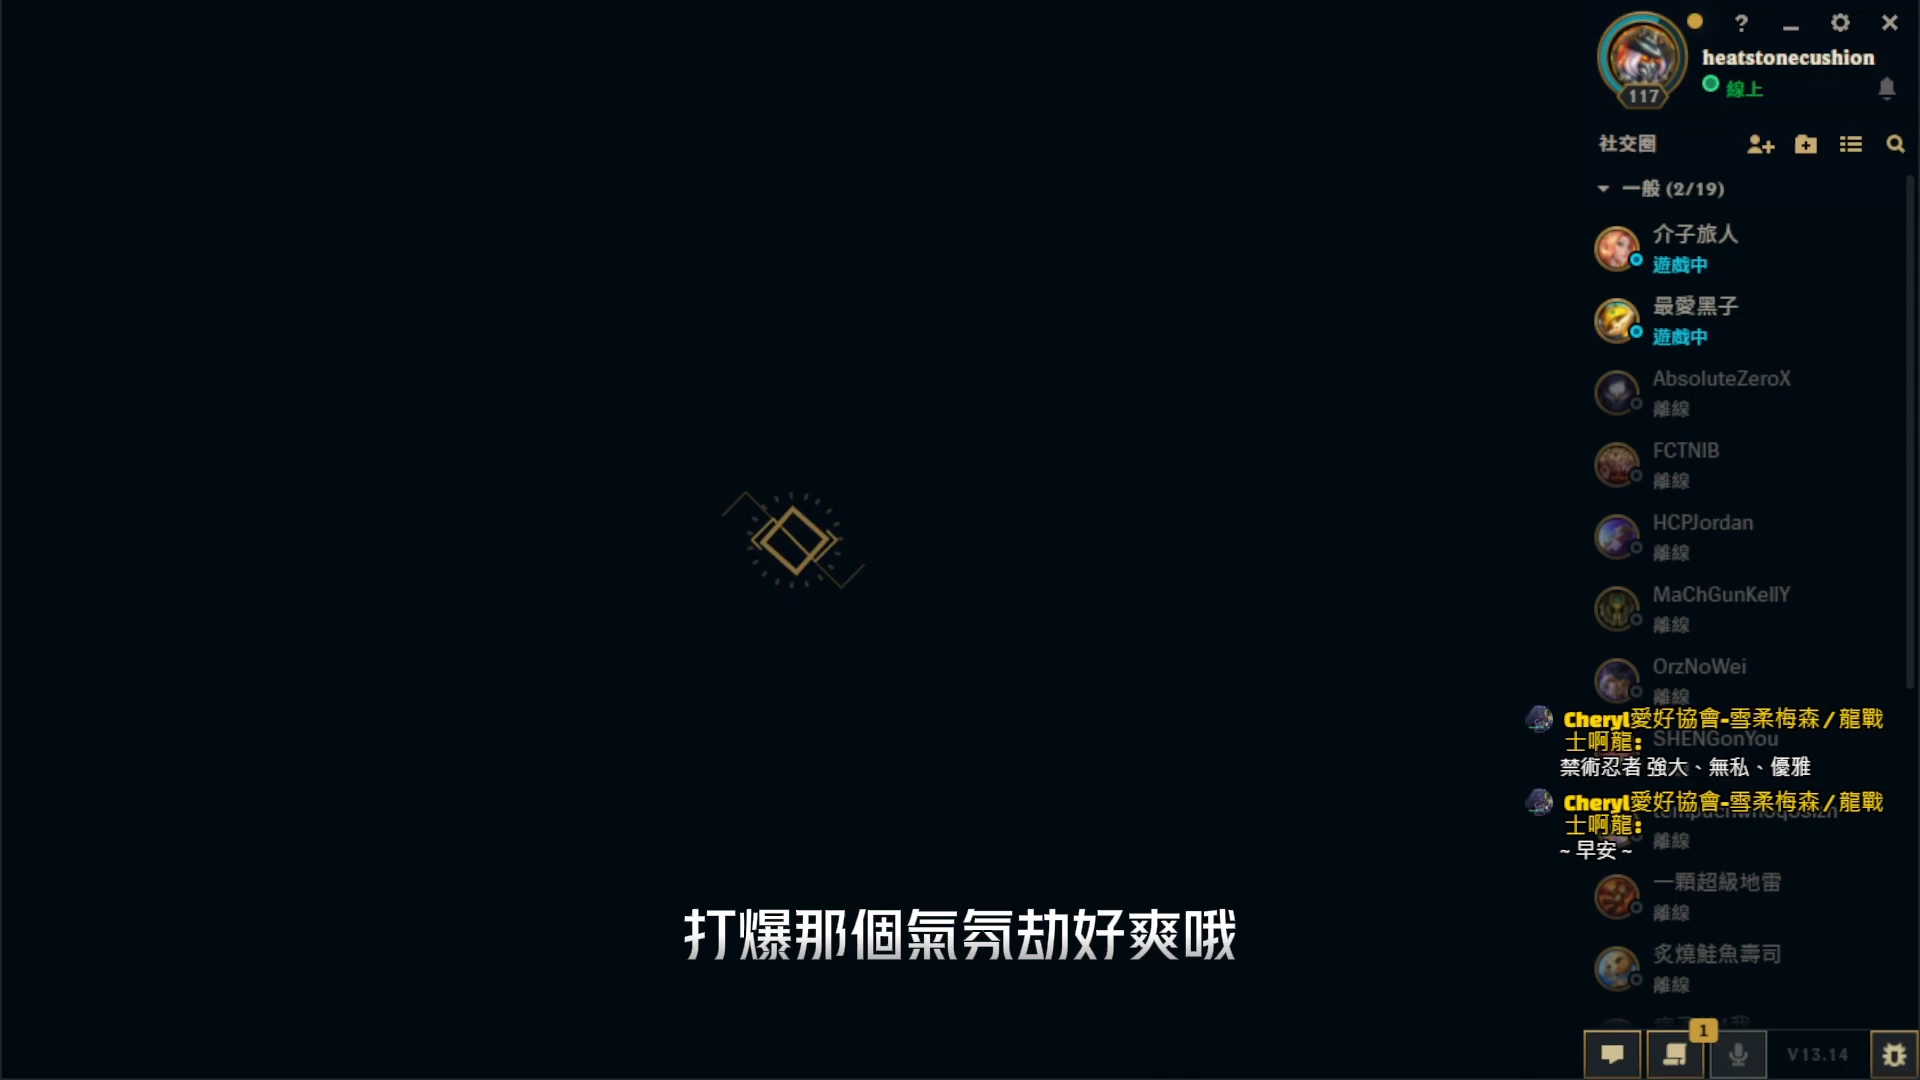 heatstonecushion
117
線上
社交圈
一般 (2/19)
介子旅人
遊戲中
最愛黑子
遊戲中
AbsoluteZeroX
離線
FCTNIB
離線
HCPJordan
離線
MaChGunKellY
離線
OrzNoWei
離線
Cheryl愛好協會-雪柔梅森/龍戰
士啊龍:
SHENGonYou
禁術忍者 強大、無私、優雅
Cheryl愛好協會-雪柔梅森/龍戰
士啊龍:
離線
~ 早安 ~
一顆超級地雷
離線
炙燒鮭魚壽司
離線
打爆那個氣氛劫好爽哦
1
V13.14